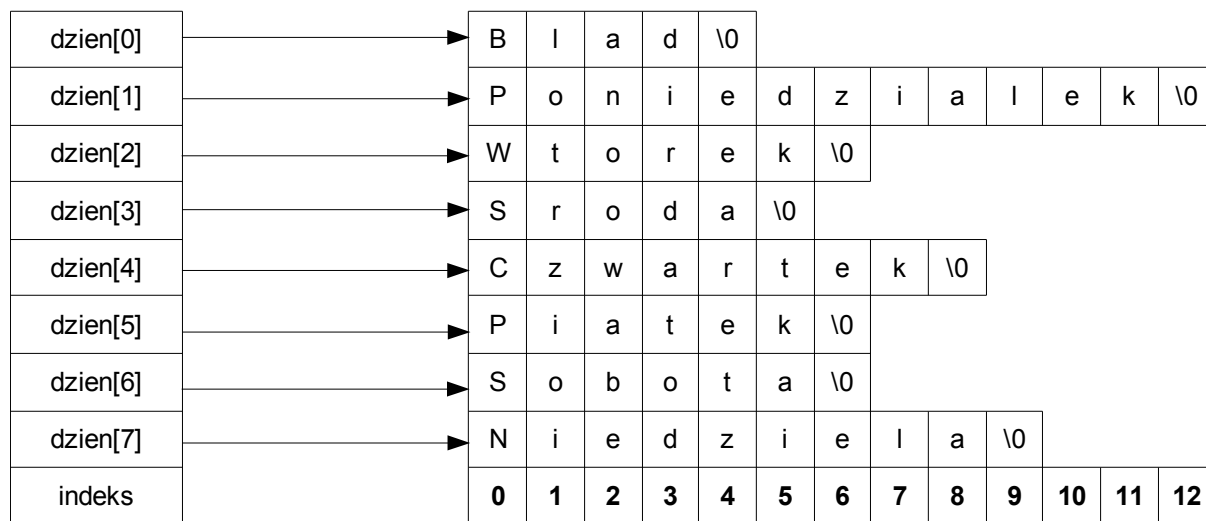 dzien[0] B l a d \0
dzien[1] P o n i e d z i a l e k \0
dzien[2] W t o r e k \0
dzien[3] S r o d a \0
dzien[4] C z w a r t e k \0
dzien[5] P i a t e k \0
dzien[6] S o b o t a \0
dzien[7] N i e d z i e l a \0
indeks 0 1 2 3 4 5 6 7 8 9 10 11 12